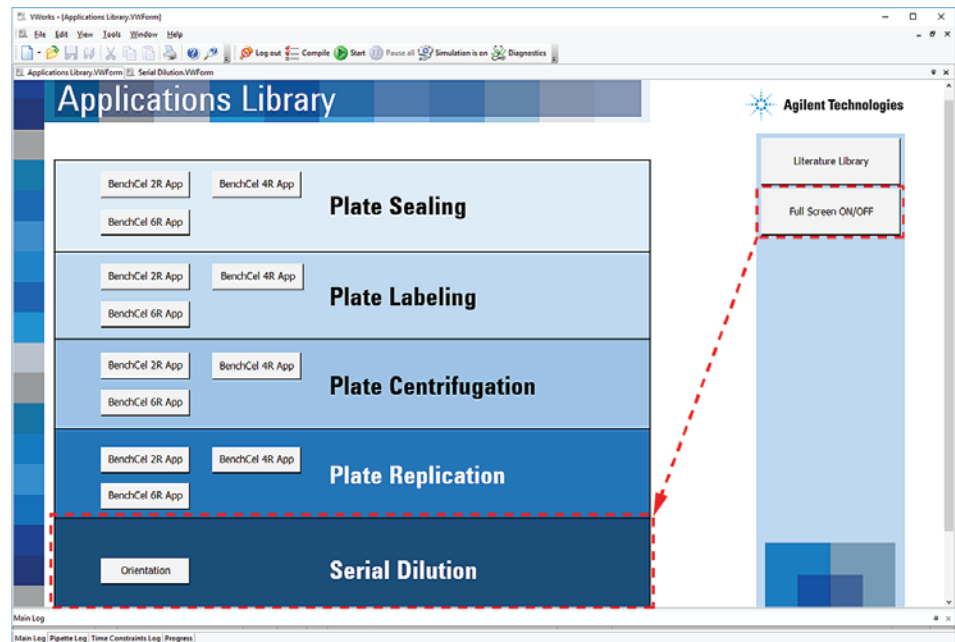 VWorks - [Applications Library.VWForm]
File Edit View Tools Window Help
Log out Compile Start Pause all Simulation is on Diagnostics
Applications Library.VWForm Serial Dilution.VWForm
Applications Library
Agilent Technologies
Literature Library
Full Screen ON/OFF
BenchCel 2R App BenchCel 4R App
Plate Sealing
BenchCel 6R App
BenchCel 2R App BenchCel 4R App
Plate Labeling
BenchCel 6R App
BenchCel 2R App BenchCel 4R App
Plate Centrifugation
BenchCel 6R App
BenchCel 2R App BenchCel 4R App
Plate Replication
BenchCel 6R App
Orientation Serial Dilution
Main Log
Main Log Pipette Log Time Constraints Log Progress